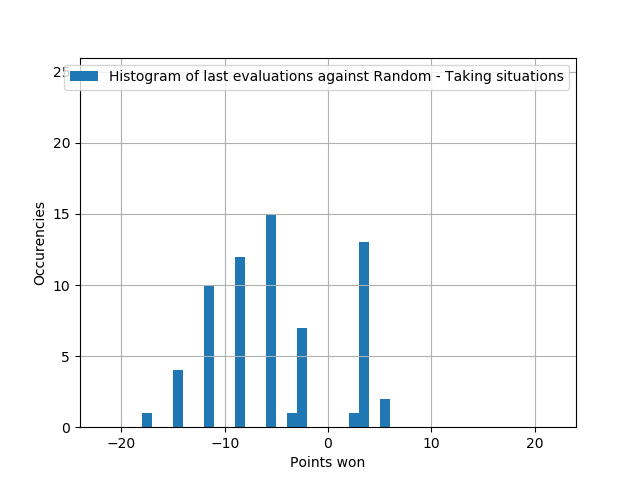 Histogram of last evaluations against Random - Taking situations
25
20
15
10
5
0
Occurencies
−20 −10 0 10 20
Points won